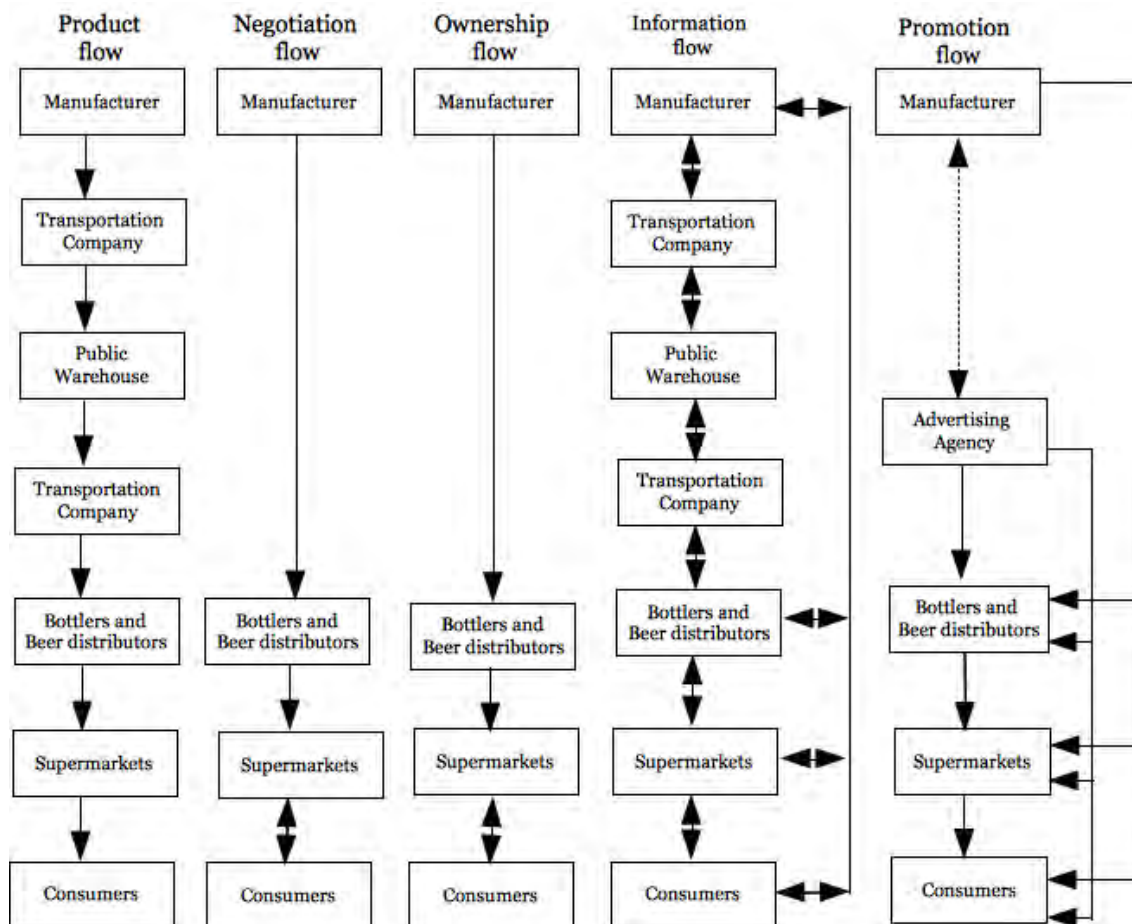 Product
flow
Manufacturer
Transportation
Company
Public
Warehouse
Transportation
Company
Bottlers and
Beer distributors
Supermarkets
Consumers
Negotiation
flow
Manufacturer
Bottlers and
Beer distributors
Supermarkets
Consumers
Ownership
flow
Manufacturer
Bottlers and
Beer distributors
Supermarkets
Consumers
Information
flow
Manufacturer
Transportation
Company
Public
Warehouse
Transportation
Company
Bottlers and
Beer distributors
Supermarkets
Consumers
Promotion
flow
Manufacturer
Advertising
Agency
Bottlers and
Beer distributors
Supermarkets
Consumers